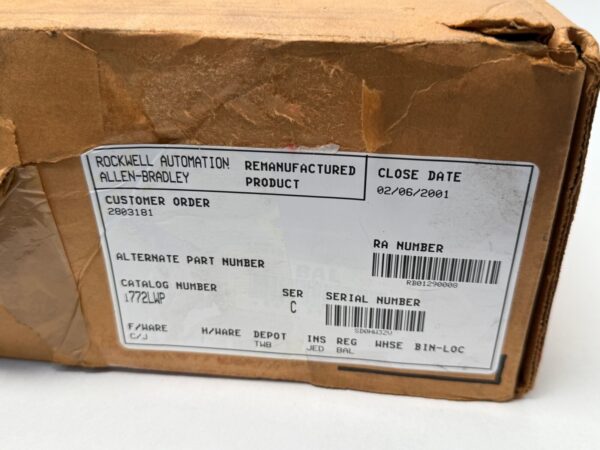 ROCKWELL AUTOMATION
ALLEN-BRADLEY
REMANUFACTURED
PRODUCT
CLOSE DATE
02/06/2001
CUSTOMER ORDER
2803181
RA NUMBER
RB01290008
ALTERNATE PART NUMBER
CATALOG NUMBER
1772LWP
SER
C
SERIAL NUMBER
F/WARE H/WARE DEPOT INS REG WHSE BIN-LOC
C/J TWB JED BAL